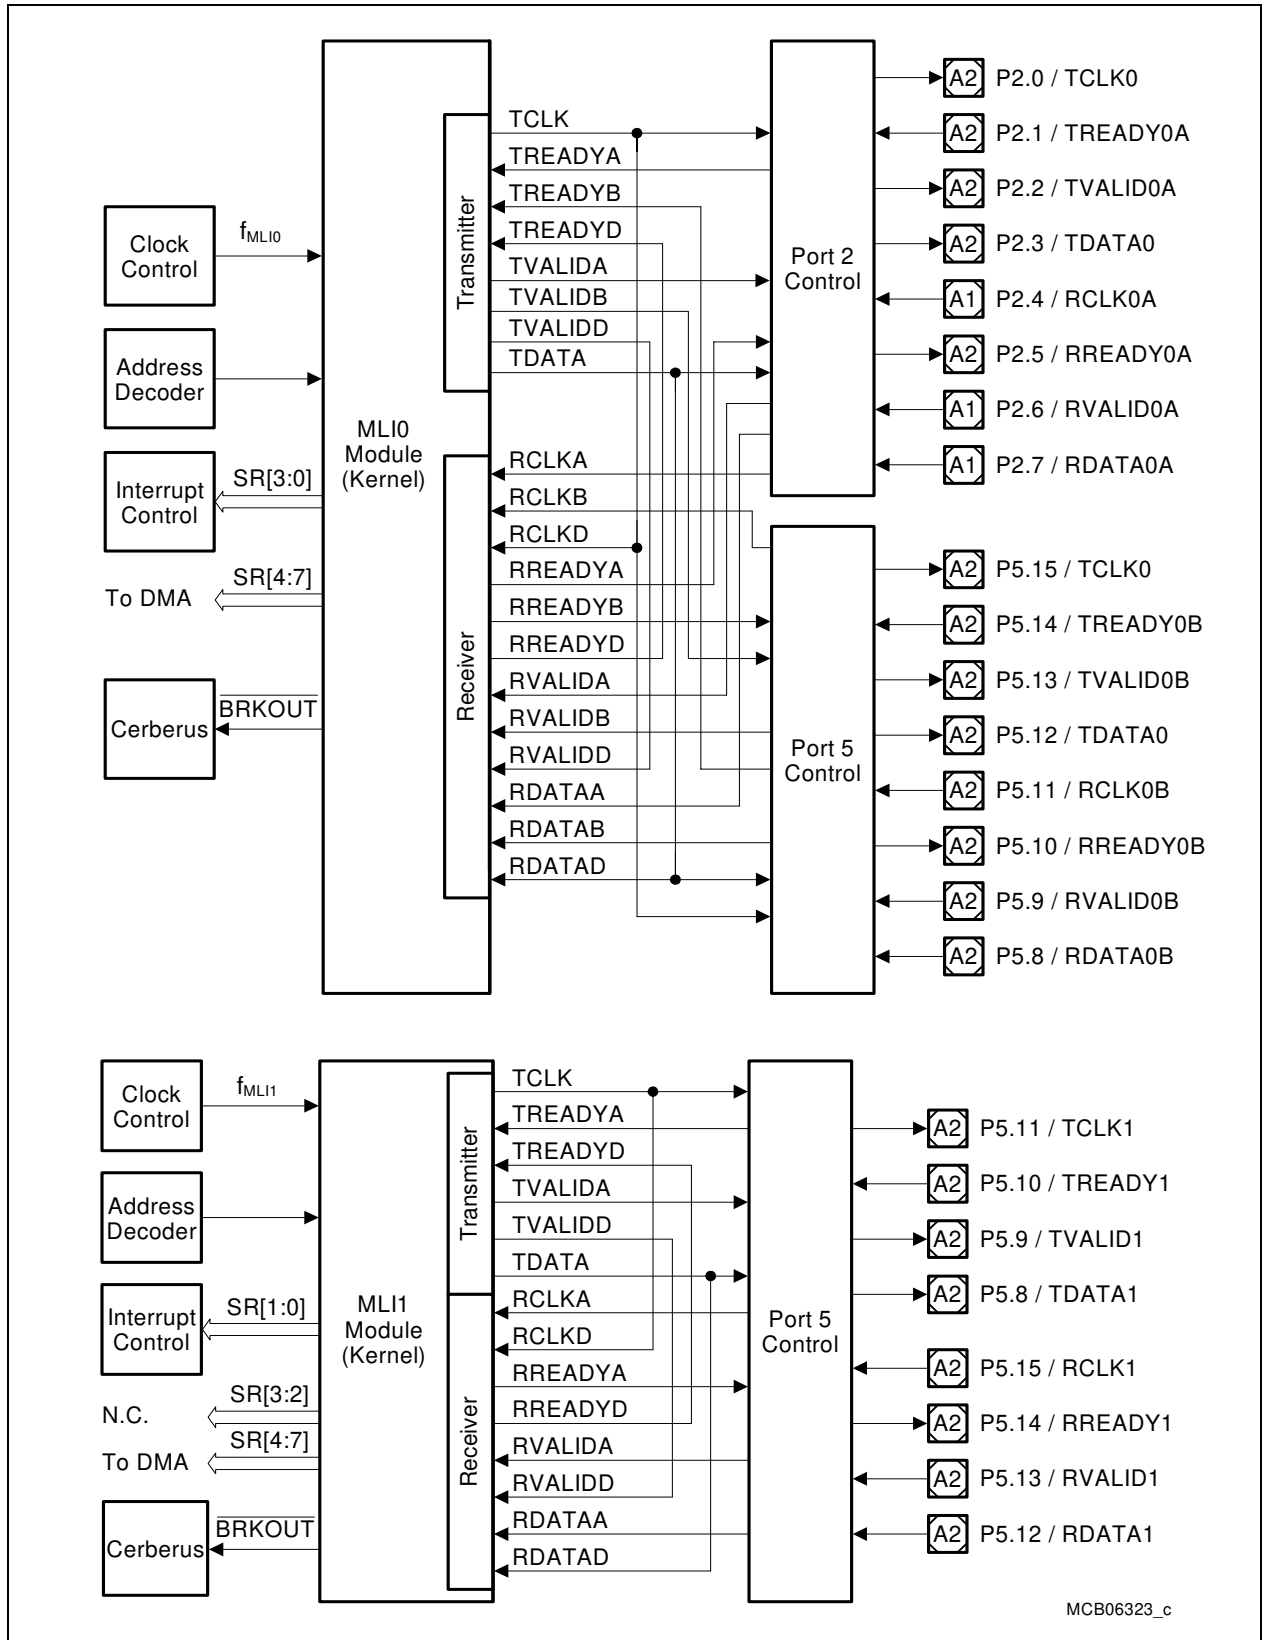 Clock
Control
fMLI0
Address
Decoder
Interrupt
Control
SR[3:0]
To DMA
SR[4:7]
Cerberus
BRKOUT
MLI0
Module
(Kernel)
Transmitter
TCLK
TREADYA
TREADYB
TREADYD
TVALIDA
TVALIDB
TVALIDD
TDATA
Receiver
RCLKA
RCLKB
RCLKD
RREADYA
RREADYB
RREADYD
RVALIDA
RVALIDB
RVALIDD
RDATAA
RDATAB
RDATAD
Port 2
Control
A2 P2.0 / TCLK0
A2 P2.1 / TREADY0A
A2 P2.2 / TVALID0A
A2 P2.3 / TDATA0
A1 P2.4 / RCLK0A
A2 P2.5 / RREADY0A
A1 P2.6 / RVALID0A
A1 P2.7 / RDATA0A
Port 5
Control
A2 P5.15 / TCLK0
A2 P5.14 / TREADY0B
A2 P5.13 / TVALID0B
A2 P5.12 / TDATA0
A2 P5.11 / RCLK0B
A2 P5.10 / RREADY0B
A2 P5.9 / RVALID0B
A2 P5.8 / RDATA0B
Clock
Control
fMLI1
Address
Decoder
Interrupt
Control
SR[1:0]
N.C.
SR[3:2]
To DMA
SR[4:7]
Cerberus
BRKOUT
MLI1
Module
(Kernel)
Transmitter
TCLK
TREADYA
TREADYD
TVALIDA
TVALIDD
TDATA
Receiver
RCLKA
RCLKD
RREADYA
RREADYD
RVALIDA
RVALIDD
RDATAA
RDATAD
Port 5
Control
A2 P5.11 / TCLK1
A2 P5.10 / TREADY1
A2 P5.9 / TVALID1
A2 P5.8 / TDATA1
A2 P5.15 / RCLK1
A2 P5.14 / RREADY1
A2 P5.13 / RVALID1
A2 P5.12 / RDATA1
MCB06323_c